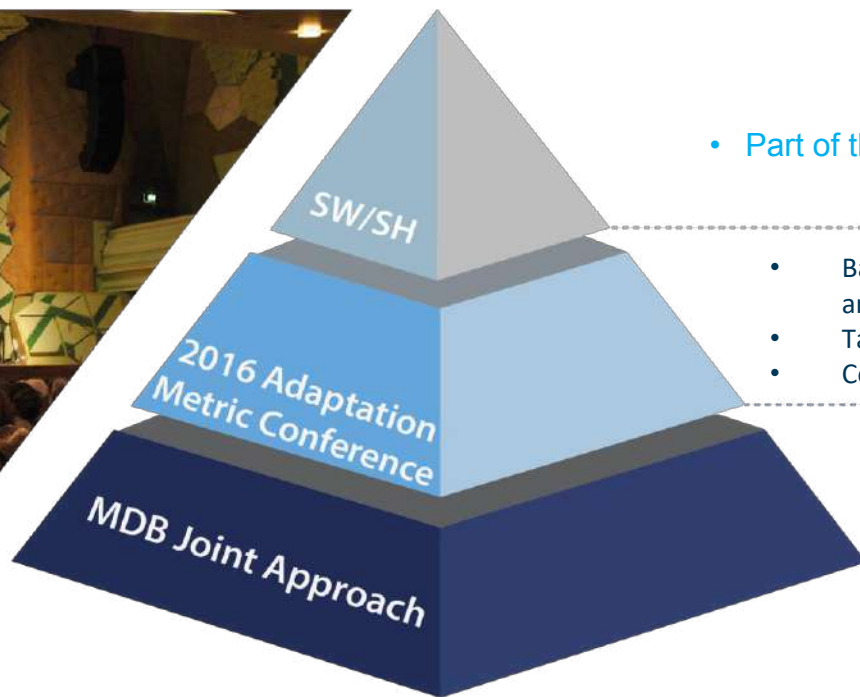 • Part of
SW/SH
•
•
•
2016 Adaptation
Metric Conference
MDB Joint Approach